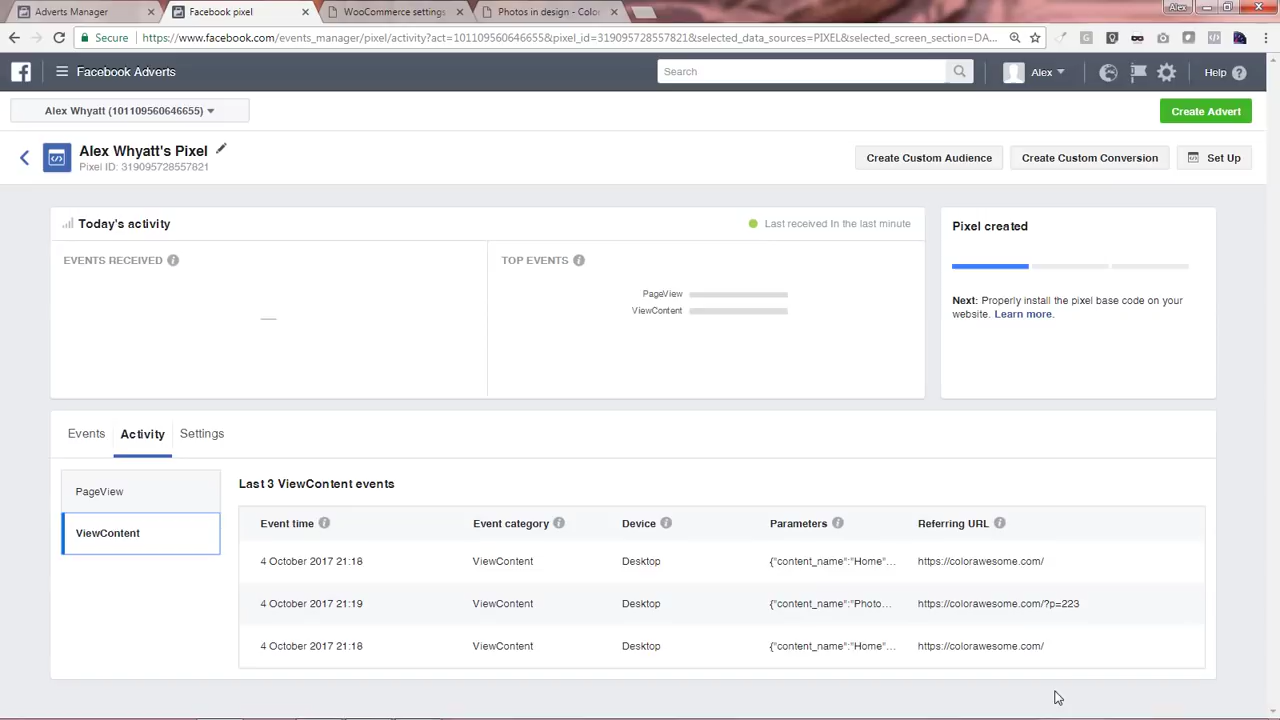 Adverts Manager
Facebook pixel
WooCommerce settings
Photos in design - Color
Alex
Secure
https://www.facebook.com/events_manager/pixel/activity?act=101109560646655&pixel_id=319095728557821&selected_data_sources=PIXEL&selected_screen_section=DA...
Facebook Adverts
Search
Alex
Help
Alex Whyatt (101109560646655)
Create Advert
Alex Whyatt's Pixel
Pixel ID: 319095728557821
Create Custom Audience
Create Custom Conversion
Set Up
Today's activity
Last received In the last minute
EVENTS RECEIVED
TOP EVENTS
PageView
ViewContent
Pixel created
Next: Properly install the pixel base code on your
website. Learn more.
Events
Activity
Settings
PageView
ViewContent
Last 3 ViewContent events
Event time Event category Device Parameters Referring URL
4 October 2017 21:18 ViewContent Desktop {"content_name":"Home"... https://colorawesome.com/
4 October 2017 21:19 ViewContent Desktop {"content_name":"Photo... https://colorawesome.com/?p=223
4 October 2017 21:18 ViewContent Desktop {"content_name":"Home"... https://colorawesome.com/